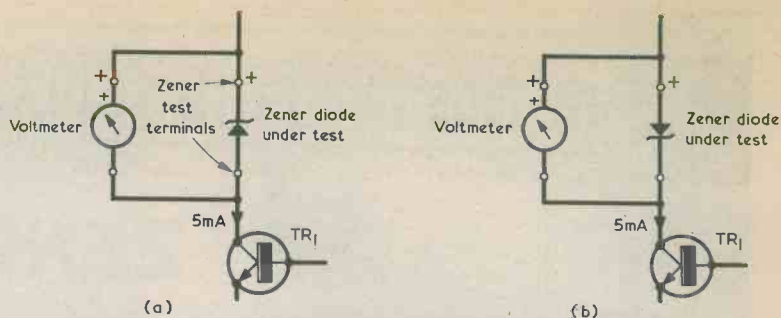 +
+
+
Zener
test
terminals
Voltmeter
Zener diode
under test
5mA
TR1
(a)
+
+
+
Voltmeter
Zener diode
under test
5mA
TR1
(b)